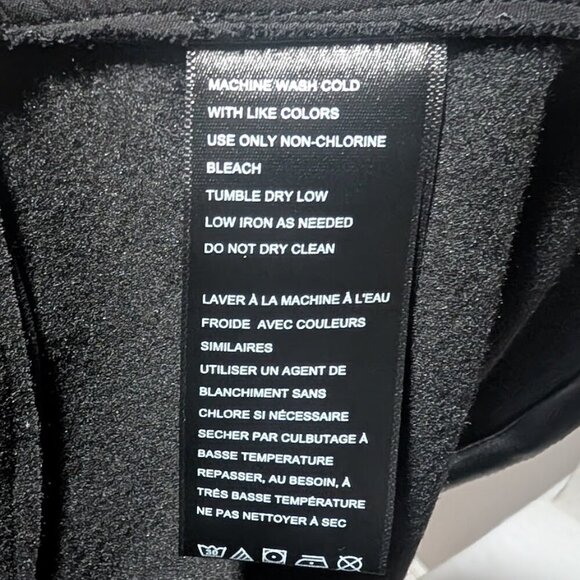 MACHINE WASH COLD
WITH LIKE COLORS
USE ONLY NON-CHLORINE
BLEACH
TUMBLE DRY LOW
LOW IRON AS NEEDED
DO NOT DRY CLEAN
LAVER À LA MACHINE À L'EAU
FROIDE AVEC COULEURS
SIMILAIRES
UTILISER UN AGENT DE
BLANCHIMENT SANS
CHLORE SI NÉCESSAIRE
SECHER PAR CULBUTAGE À
BASSE TEMPERATURE
REPASSER, AU BESOIN, À
TRÉS BASSE TEMPÉRATURE
NE PAS NETTOYER À SEC